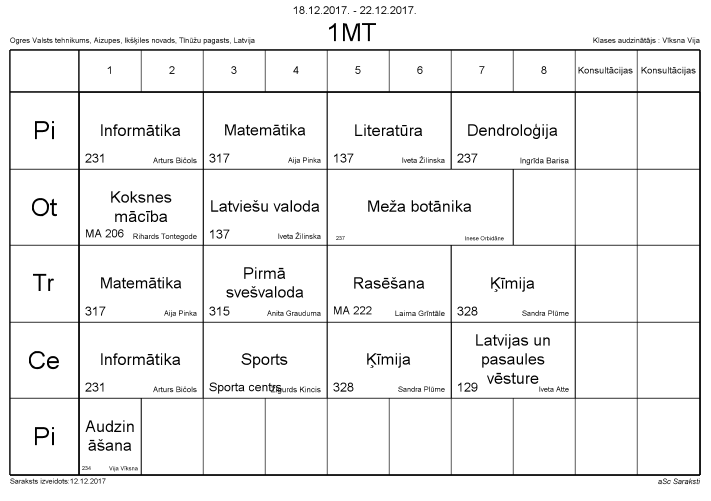 18.12.2017. - 22.12.2017.
Ogres Valsts tehnikums, Aizupes, Ikšķiles novads, Tīnūžu pagasts, Latvija
1MT
Klases audzinātājs : Vīksna Vija
1 2 3 4 5 6 7 8 Konsultācijas Konsultācijas
Pi
Informātika
231 Arturs Bičols
Matemātika
317 Aija Pinka
Literatūra
137 Iveta Žilinska
Dendroloģija
237 Ingrīda Barisa
Ot
Koksnes
mācība
MA 206 Rihards Tontegode
Latviešu valoda
137 Iveta Žilinska
Meža botānika
237 Inese Orbidāne
Tr
Matemātika
317 Aija Pinka
Pirmā
svešvaloda
315 Anita Grauduma
Rasēšana
MA 222 Laima Grīntāle
Ķīmija
328 Sandra Plūme
Ce
Informātika
231 Arturs Bičols
Sports
Sporta centrs Zigurds Kincis
Ķīmija
328 Sandra Plūme
Latvijas un
pasaules
vēsture
129 Iveta Atte
Pi
Audzin
āšana
234 Vija Vīksna
Saraksts izveidots:12.12.2017
aSc Saraksti